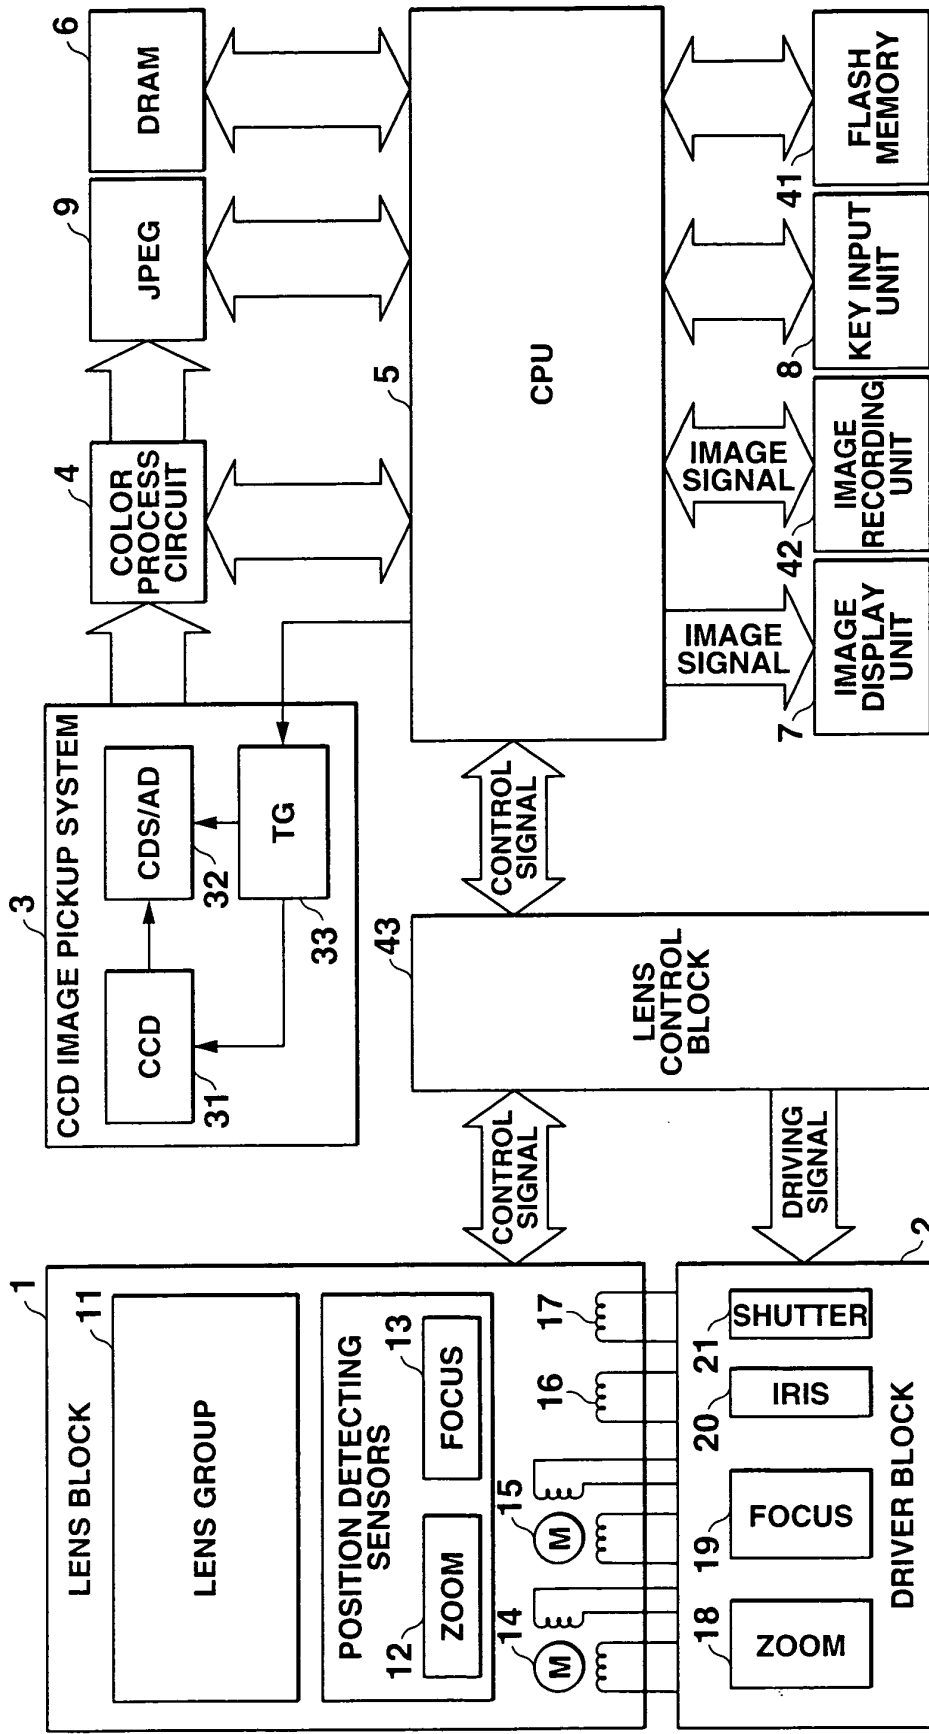 1
LENS BLOCK
11
LENS GROUP
POSITION DETECTING
SENSORS
12
ZOOM
13
FOCUS
14
M
15
M
16
17
18
ZOOM
19
FOCUS
20
IRIS
21
SHUTTER
DRIVER BLOCK
2
CONTROL
SIGNAL
DRIVING
SIGNAL
3
CCD IMAGE PICKUP SYSTEM
CCD
31
CDS/AD
32
TG
33
43
LENS
CONTROL
BLOCK
CONTROL
SIGNAL
4
COLOR
PROCESS
CIRCUIT
9
JPEG
6
DRAM
5
CPU
IMAGE
SIGNAL
IMAGE
SIGNAL
7
IMAGE
DISPLAY
UNIT
42
IMAGE
RECORDING
UNIT
8
KEY INPUT
UNIT
41
FLASH
MEMORY